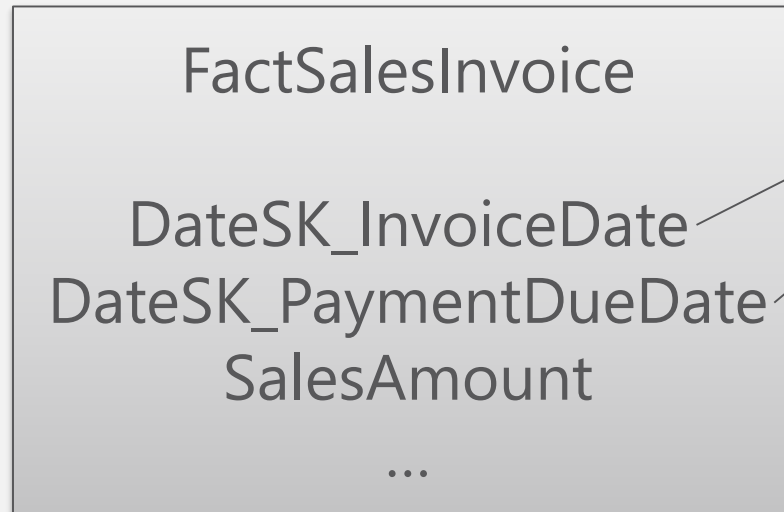 FactSalesInvoice
DateSK_InvoiceDate
DateSK_PaymentDueDate
SalesAmount
...